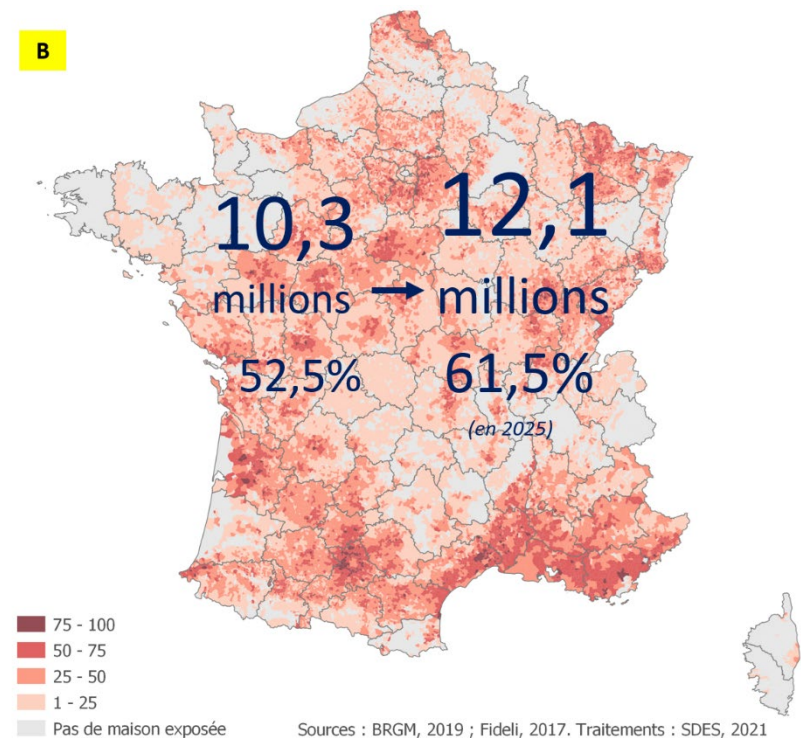 B
10,3
millions
52,5%
→
12,1
millions
61,5%
(en 2025)
75 - 100
50 - 75
25 - 50
1 - 25
Pas de maison exposée
Sources : BRGM, 2019 ; Fideli, 2017. Traitements : SDES, 2021